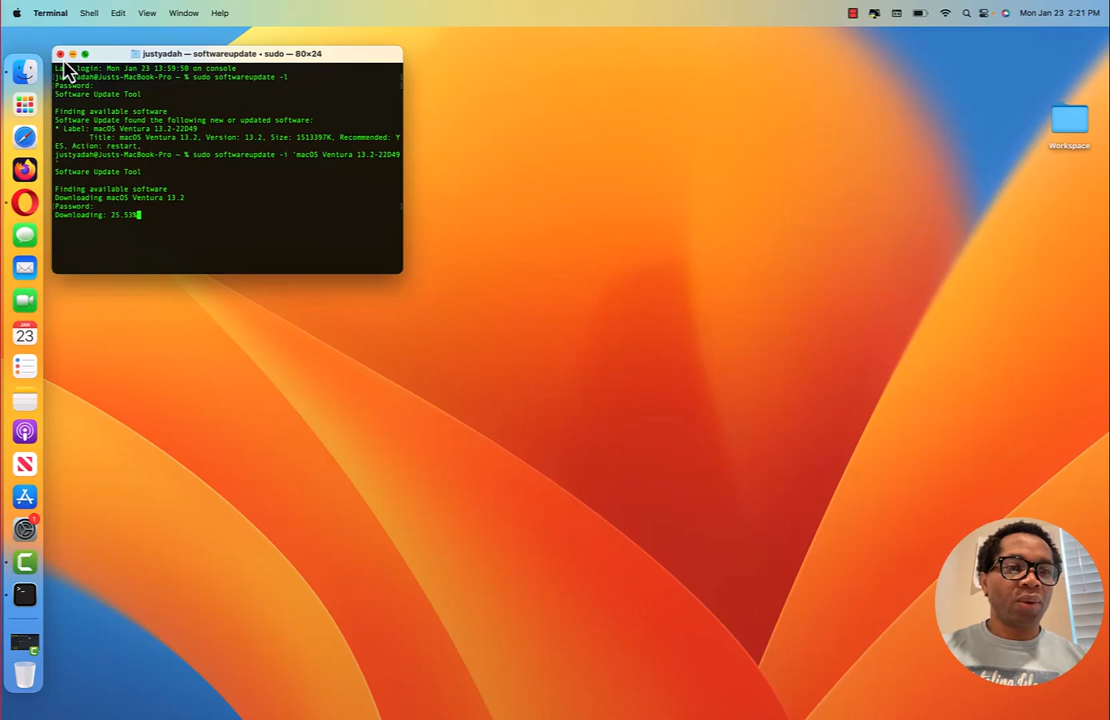 Terminal Shell Edit View Window Help Mon Jan 23 2:21 PM
justyadah — softwareupdate • sudo — 80×24
login: Mon Jan 23 13:59:50 on console
justyadah@Justs-MacBook-Pro ~ % sudo softwareupdate -l
Password:
Software Update Tool
Finding available software
Software Update found the following new or updated software:
* Label: macOS Ventura 13.2-22D49
Title: macOS Ventura 13.2, Version: 13.2, Size: 1513397K, Recommended: Y
ES, Action: restart,
justyadah@Justs-MacBook-Pro ~ % sudo softwareupdate -i 'macOS Ventura 13.2-22D49
'
Software Update Tool
Finding available software
Downloading macOS Ventura 13.2
Password:
Downloading: 25.53%
Workspace
JAN
23
1